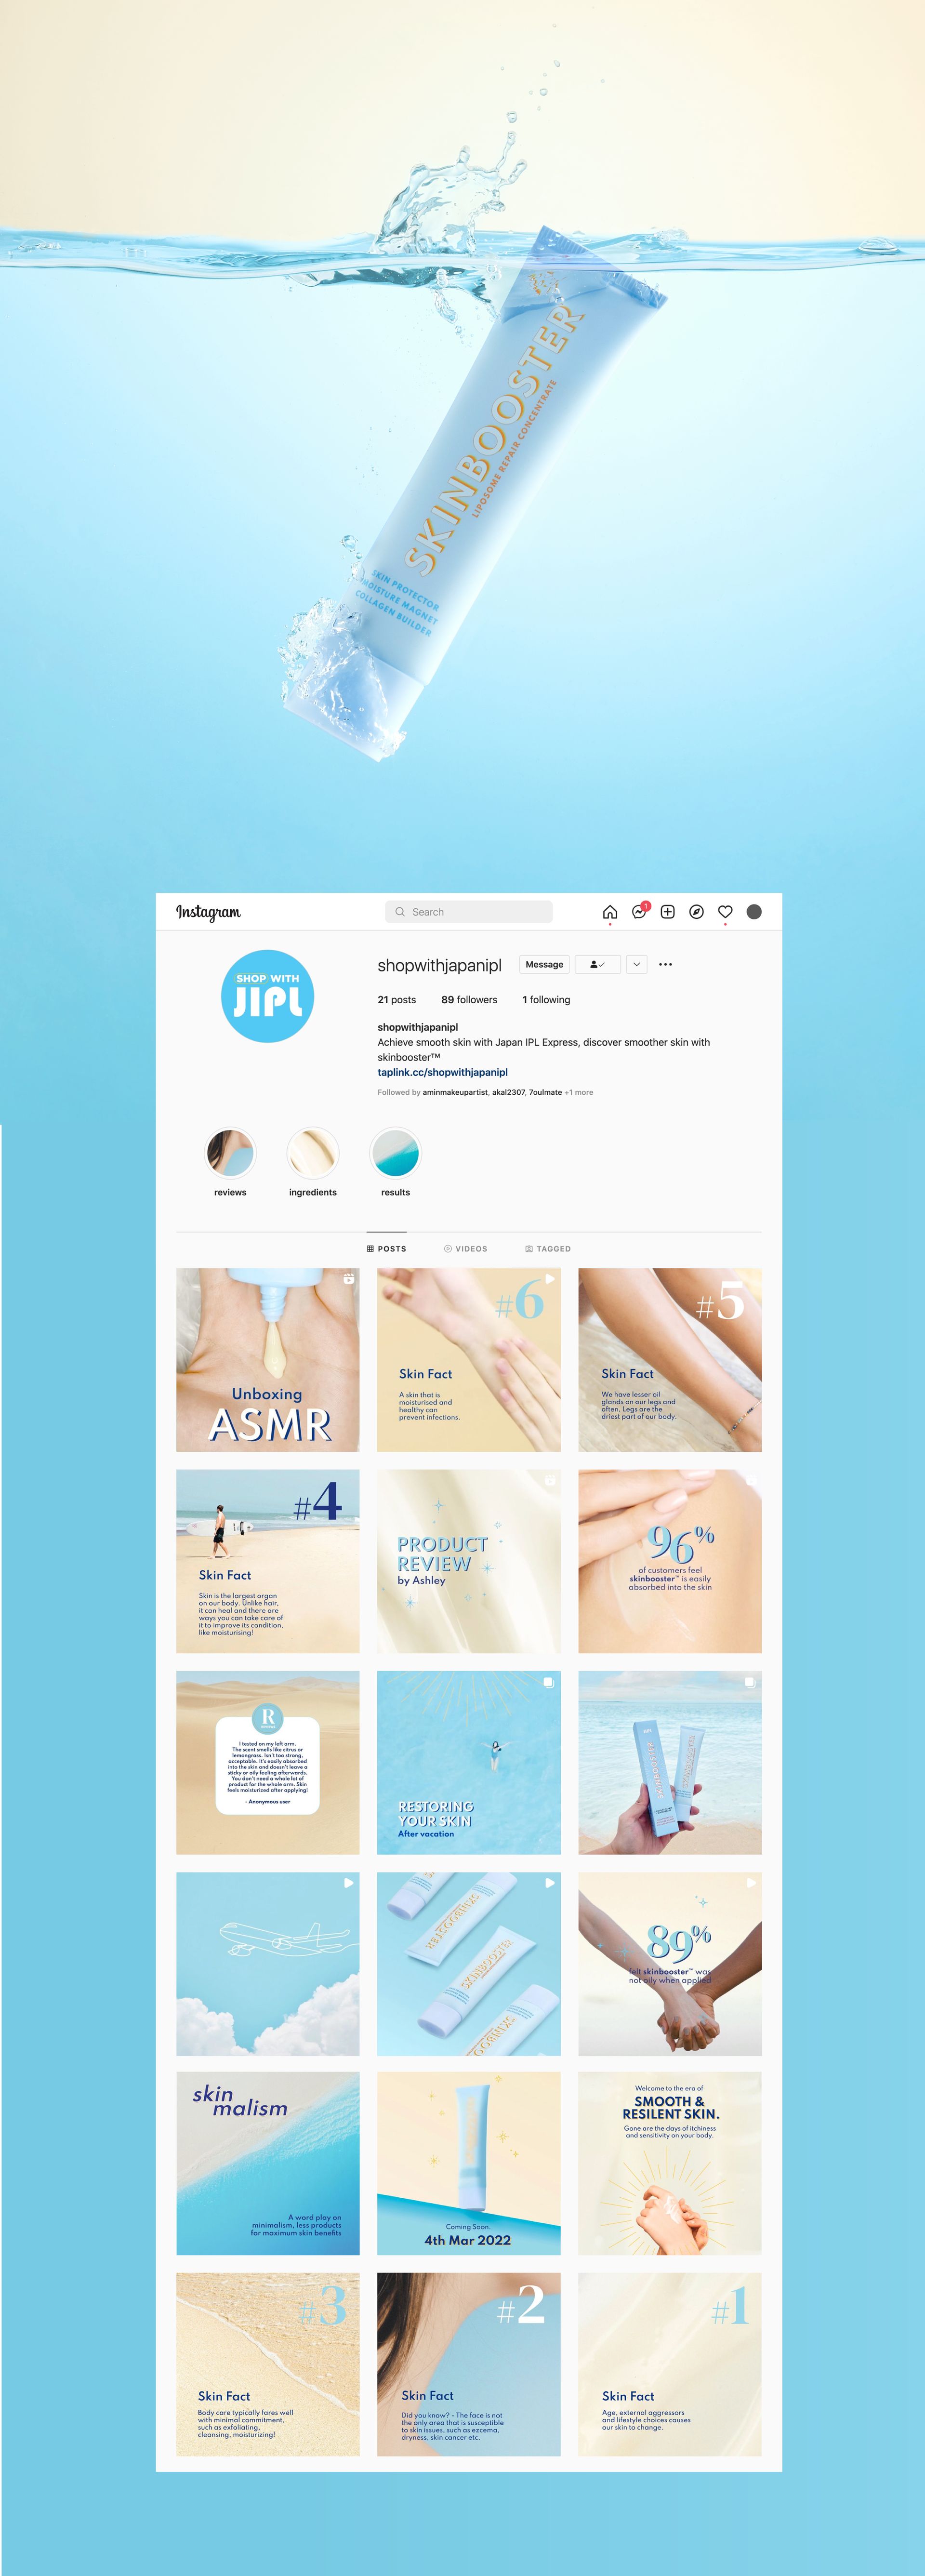 SKINBOOSTER
LIPOSOME REPAIR CONCENTRATE
SKIN PROTECTOR
MOISTURE MAGNET
COLLAGEN BUILDER
Instagram
Search
1
SHOP WITH
JIPL
shopwithjapanipl
Message
21 posts
89 followers
1 following
shopwithjapanipl
Achieve smooth skin with Japan IPL Express, discover smoother skin with
skinbooster™
taplink.cc/shopwithjapanipl
Followed by aminmakeupartist, akal2307, 7oulmate +1 more
reviews
ingredients
results
POSTS
VIDEOS
TAGGED
Unboxing
ASMR
#6
Skin Fact
A skin that is
moisturised and
healthy can
prevent infections.
#5
Skin Fact
We have lesser oil
glands on our legs and
often, Legs are the
driest part of our body.
#4
Skin Fact
Skin is the largest organ
on our body. Unlike hair,
it can heal and there are
ways you can take care of
it to improve its condition,
like moisturising!
PRODUCT
REVIEW
by Ashley
96%
of customers feel
skinbooster™ is easily
absorbed into the skin
R
I tested on my left arm,
The scent smells like citrus or
lemongrass. Isn't too strong,
acceptable. It's easily absorbed
into the skin and doesn't leave a
sticky or oily feeling afterwards.
You don't need a whole lot of
product for the whole arm. Skin
feels moisturized after applying!
- Anonymous user
RESTORING
YOUR SKIN
After vacation
SKINBOOSTER
SKINBOOSTER
SKINBOOSTER
SKINBOOSTER
SKINBOOSTER
89%
felt skinbooster™ was
not oily when applied
skin
malism
A word play on
minimalism, less products
for maximum skin benefits
Coming Soon.
4th Mar 2022
Welcome to the era of
SMOOTH &
RESILENT SKIN.
Gone are the days of itchiness
and sensitivity on your body.
#3
Skin Fact
Body care typically fares well
with minimal commitment,
such as exfoliating,
cleansing, moisturizing!
#2
Skin Fact
Did you know? - The face is not
the only area that is susceptible
to skin issues, such as eczema,
dryness, skin cancer etc.
#1
Skin Fact
Age, external aggressors
and lifestyle choices causes
our skin to change.